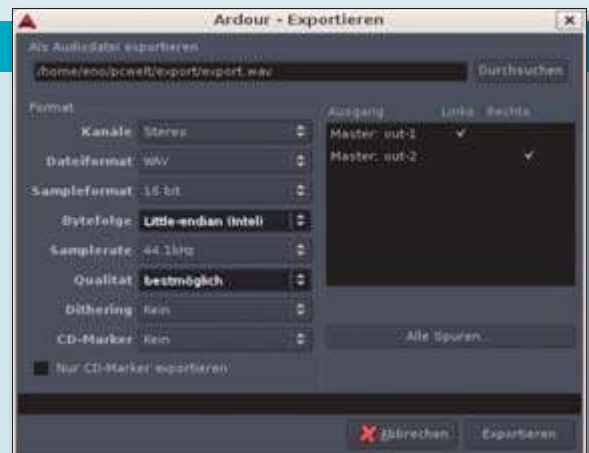 Ardour - Exportieren
Als Audiodatei exportieren
/home/eno/pcwelt/export/export.wav
Durchsuchen
Format
Kanäle Stereo
Dateiformat WAV
Sampleformat 16 bit
Bytefolge Little-endian (Intel)
Samplerate 44.1kHz
Qualität bestmöglich
Dithering Kein
CD-Marker Kein
Nur CD-Marker exportieren
Ausgang Links Rechts
Master: out-1
Master: out-2
Alle Spuren
Abbrechen
Exportieren